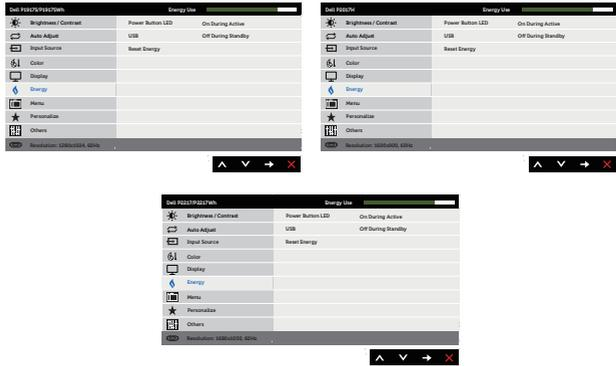 Dell P1917S/P1917SWh Energy Use
Brightness / Contrast Power Button LED On During Active
Auto Adjust USB Off During Standby
Input Source Reset Energy
Color
Display
Energy
Menu
Personalize
Others
Resolution: 1280x1024, 60Hz
Dell P2017H Energy Use
Brightness / Contrast Power Button LED On During Active
Auto Adjust USB Off During Standby
Input Source Reset Energy
Color
Display
Energy
Menu
Personalize
Others
Resolution: 1600x900, 60Hz
Dell P2217/P2217Wh Energy Use
Brightness / Contrast Power Button LED On During Active
Auto Adjust USB Off During Standby
Input Source Reset Energy
Color
Display
Energy
Menu
Personalize
Others
Resolution: 1680x1050, 60Hz